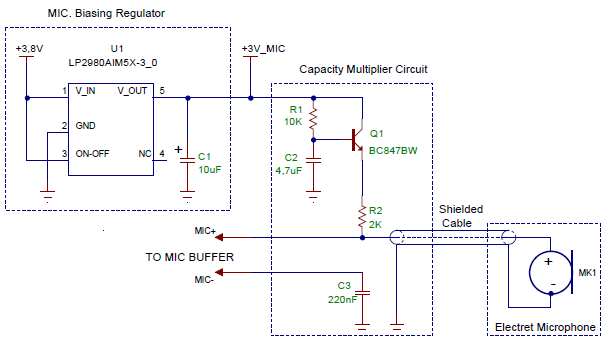 MIC. Biasing Regulator
+3,8V
U1
LP2980AIM5X-3_0
+3V_MIC
Capacity Multiplier Circuit
1 V_IN V_OUT 5
2 GND
3 ON-OFF NC 4
+
C1
10uF
R1
10K
Q1
BC847BW
C2
4,7uF
R2
2K
Shielded
Cable
MIC+
TO MIC BUFFER
MIC-
C3
220nF
+
-
MK1
Electret Microphone